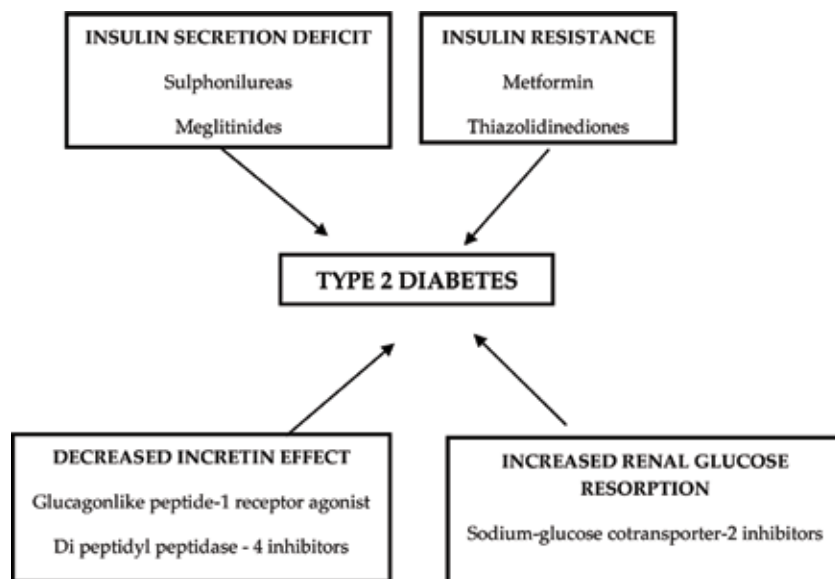 INSULIN SECRETION DEFICIT
Sulphonilureas
Meglitinides
INSULIN RESISTANCE
Metformin
Thiazolidinediones
TYPE 2 DIABETES
DECREASED INCRETIN EFFECT
Glucagonlike peptide-1 receptor agonist
Di peptidyl peptidase - 4 inhibitors
INCREASED RENAL GLUCOSE
RESORPTION
Sodium-glucose cotransporter-2 inhibitors